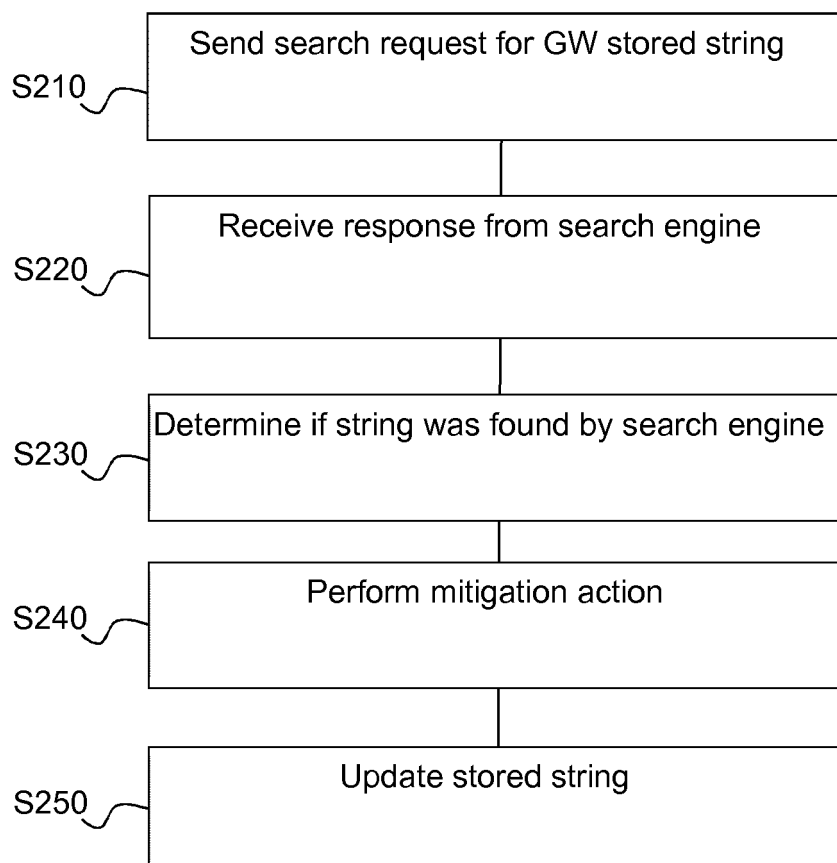 Send search request for GW stored string
S210
Receive response from search engine
S220
Determine if string was found by search engine
S230
Perform mitigation action
S240
Update stored string
S250